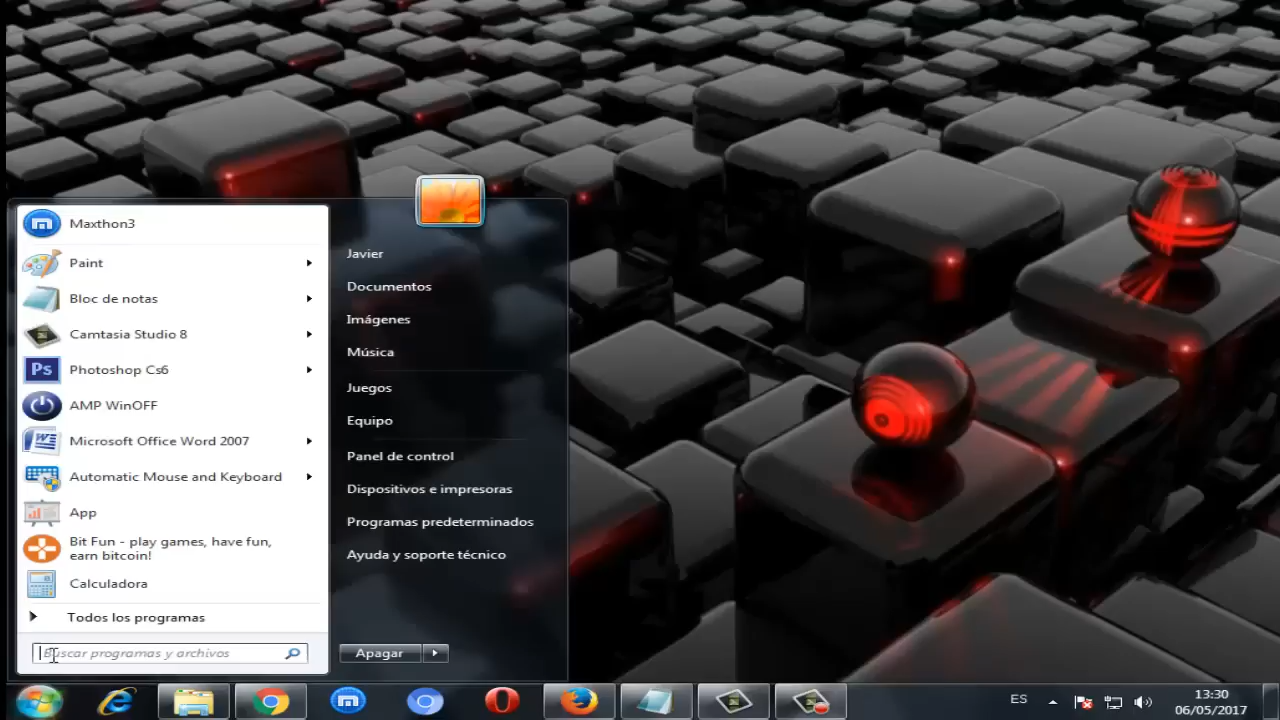 Maxthon3
Paint
Bloc de notas
Camtasia Studio 8
Ps
Photoshop Cs6
AMP WinOFF
Microsoft Office Word 2007
Automatic Mouse and Keyboard
App
Bit Fun - play games, have fun,
earn bitcoin!
Calculadora
Todos los programas
Buscar programas y archivos
Javier
Documentos
Imágenes
Música
Juegos
Equipo
Panel de control
Dispositivos e impresoras
Programas predeterminados
Ayuda y soporte técnico
Apagar
ES
13:30
06/05/2017